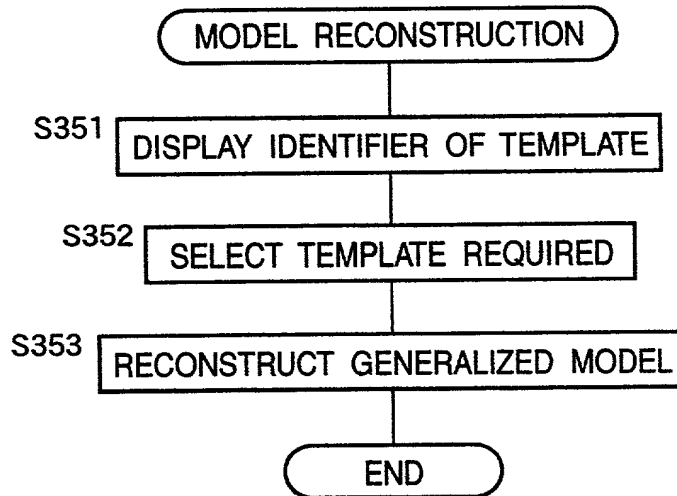 MODEL RECONSTRUCTION
S351
DISPLAY IDENTIFIER OF TEMPLATE
S352
SELECT TEMPLATE REQUIRED
S353
RECONSTRUCT GENERALIZED MODEL
END